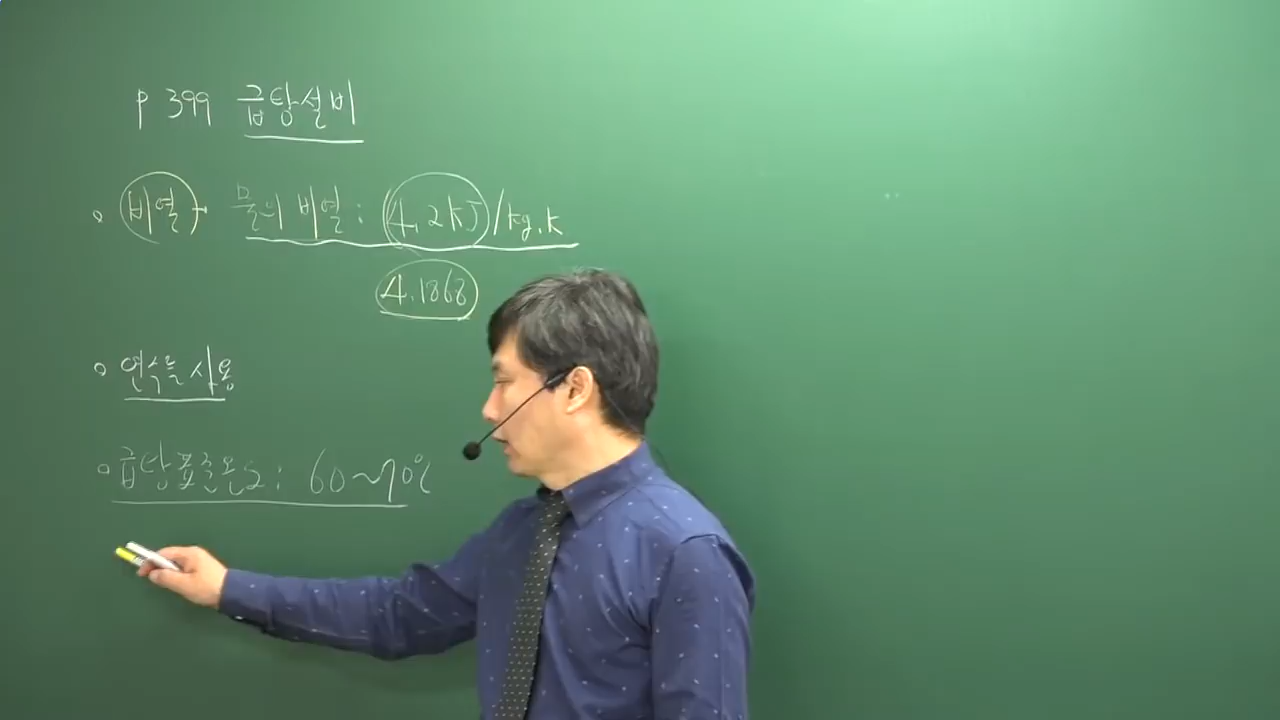 P 399 급탕설비
비열 물의 비열 : 4.2kJ/kg.k
4.1868
연수를 사용
급탕표준온도 : 60~70℃